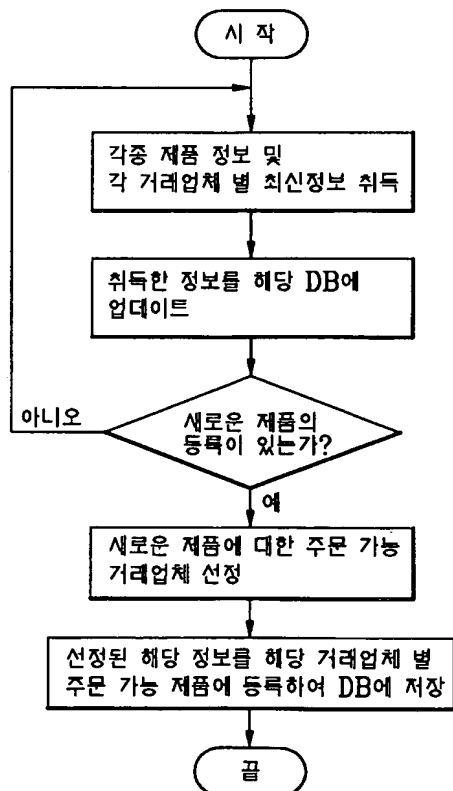 시 작
각종 제품 정보 및
각 거래업체 별 최신정보 취득
취득한 정보를 해당 DB에
업데이트
새로운 제품의
등록이 있는가?
아니오
예
새로운 제품에 대한 주문 가능
거래업체 선정
선정된 해당 정보를 해당 거래업체 별
주문 가능 제품에 등록하여 DB에 저장
끝